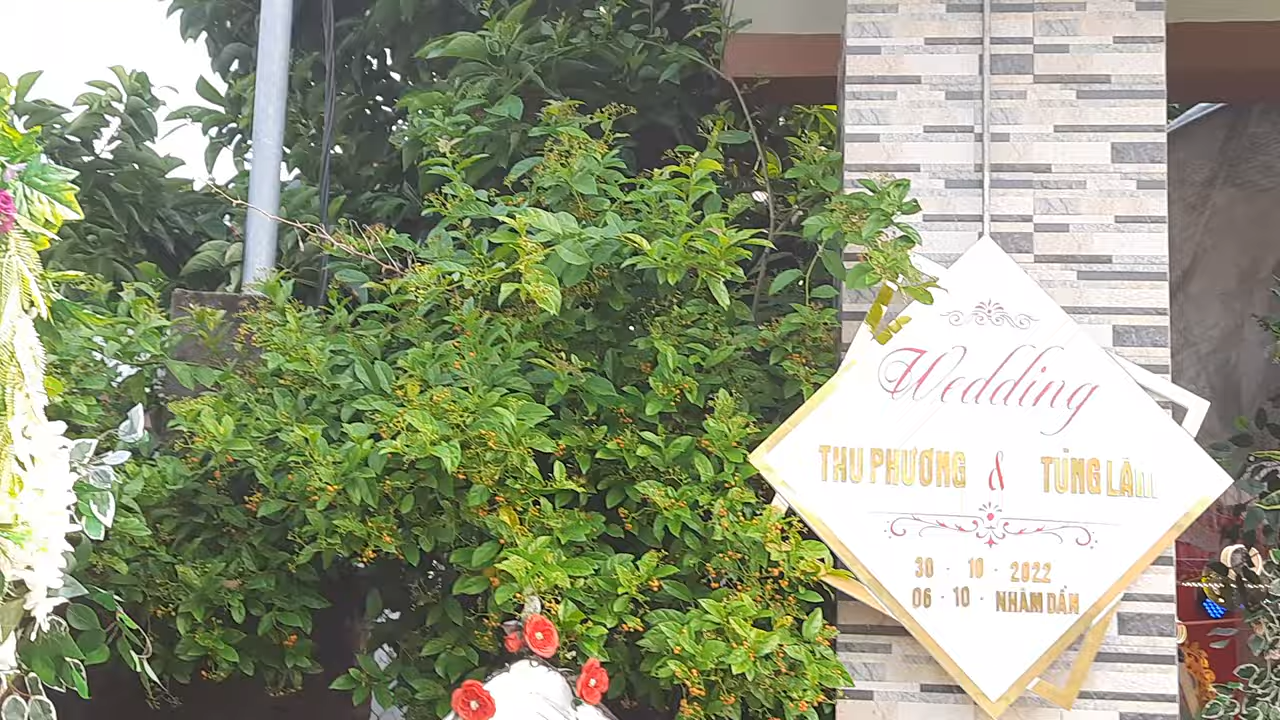 Wedding
THU PHƯƠNG & TÙNG LÂM
30 · 10 · 2022
06 · 10 · NHÂM DẦN